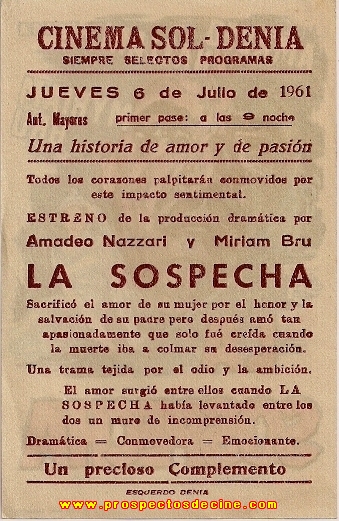 CINEMA SOL-DENIA
SIEMPRE SELECTOS PROGRAMAS
JUEVES 6 de Julio de 1961
Aut. Mayores primer pase: a las 9 noche
Una historia de amor y de pasión
Todos los corazones palpitarán conmovidos por
este impacto sentimental.
ESTRENO de la producción dramática por
Amadeo Nazzari y Miriam Bru
LA SOSPECHA
Sacrificó el amor de su mujer por el honor y la
salvación de su padre pero después amó tan
apasionadamente que solo fué creída cuando
la muerte iba a colmar su desesperación.
Una trama tejida por el odio y la ambición.
El amor surgió entre ellos cuando LA
SOSPECHA había levantado entre los
dos un muro de incomprensión.
Dramática = Conmovedora = Emocionante.
Un precioso Complemento
ESQUERDO DENIA
www.prospectosdecine.com